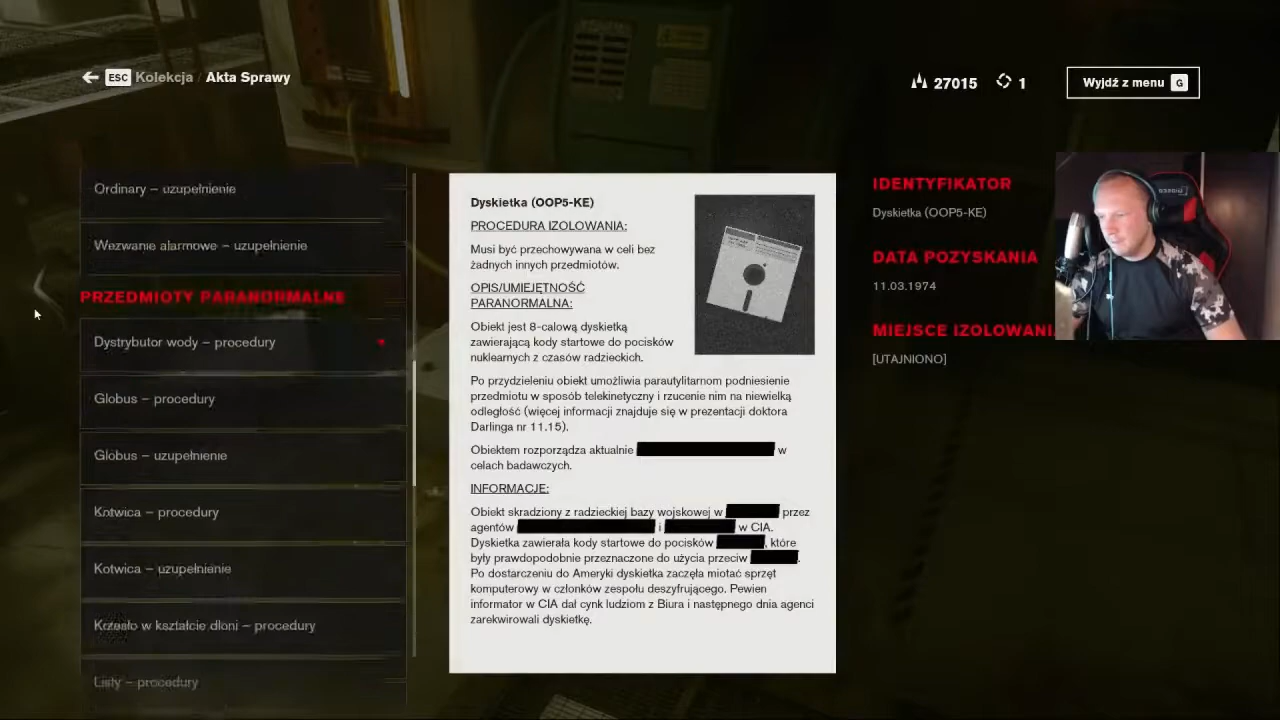 ESC Kolekcja / Akta Sprawy
27015 1 Wyjdź z menu G
Ordinary – uzupełnienie
Wezwanie alarmowe – uzupełnienie
PRZEDMIOTY PARANORMALNE
Dystrybutor wody – procedury
Globus – procedury
Globus – uzupełnienie
Kotwica – procedury
Kotwica – uzupełnienie
Krzesło w kształcie dłoni – procedury
Listy – procedury
Dyskietka (OOP5-KE)
PROCEDURA IZOLOWANIA:
Musi być przechowywana w celi bez
żadnych innych przedmiotów.
OPIS/UMIEJĘTNOŚĆ
PARANORMALNA:
Obiekt jest 8-calową dyskietką
zawierającą kody startowe do pocisków
nuklearnych z czasów radzieckich.
Po przydzieleniu obiekt umożliwia parautylitarnom podniesienie
przedmiotu w sposób telekinetyczny i rzucenie nim na niewielką
odległość (więcej informacji znajduje się w prezentacji doktora
Darlinga nr 11.15).
Obiektem rozporządza aktualnie w
celach badawczych.
INFORMACJE:
Obiekt skradziony z radzieckiej bazy wojskowej w przez
agentów i w CIA.
Dyskietka zawierała kody startowe do pocisków , które
były prawdopodobnie przeznaczone do użycia przeciw .
Po dostarczeniu do Ameryki dyskietka zaczęła miotać sprzęt
komputerowy w członków zespołu deszyfrującego. Pewien
informator w CIA dał cynk ludziom z Biura i następnego dnia agenci
zarekwirowali dyskietkę.
IDENTYFIKATOR
Dyskietka (OOP5-KE)
DATA POZYSKANIA
11.03.1974
MIEJSCE IZOLOWANI
[UTAJNIONO]